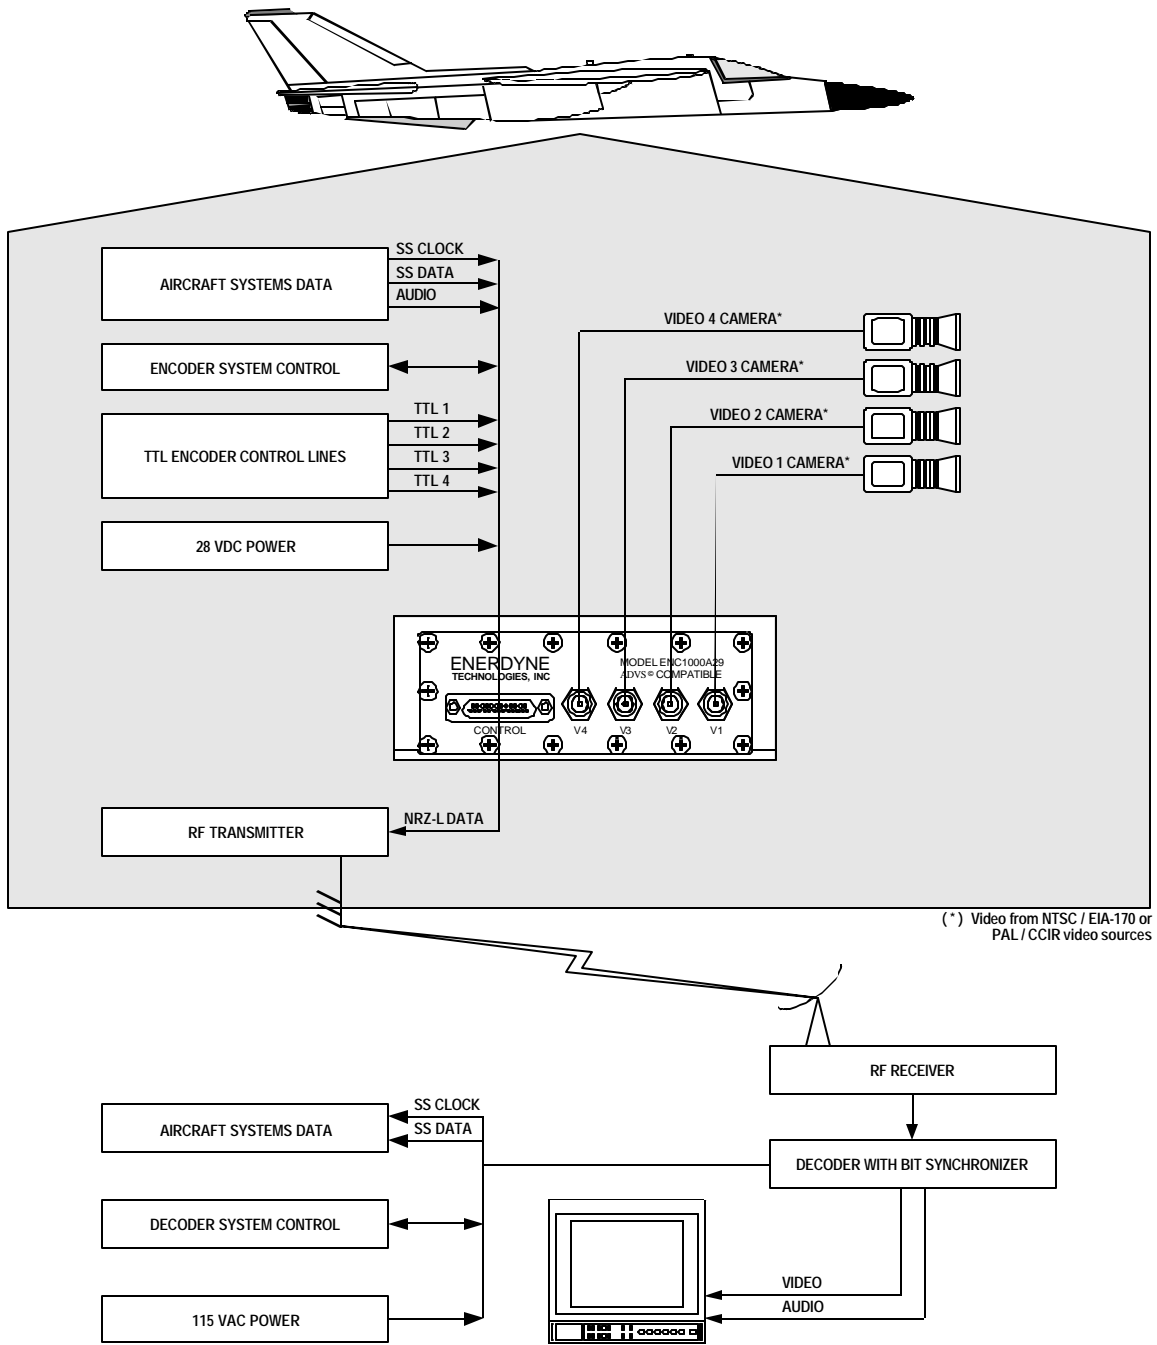 SS CLOCK
AIRCRAFT SYSTEMS DATA
SS DATA
AUDIO
VIDEO 4 CAMERA*
ENCODER SYSTEM CONTROL
VIDEO 3 CAMERA*
TTL 1
VIDEO 2 CAMERA*
TTL 2
TTL ENCODER CONTROL LINES
TTL 3
VIDEO 1 CAMERA*
TTL 4
28 VDC POWER
ENERDYNE
TECHNOLOGIES, INC
MODEL ENC1000A29
ADVS © COMPATIBLE
CONTROL
V4
V3
V2
V1
RF TRANSMITTER
NRZ-L DATA
(*) Video from NTSC / EIA-170 or
PAL / CCIR video sources
RF RECEIVER
SS CLOCK
AIRCRAFT SYSTEMS DATA
SS DATA
DECODER WITH BIT SYNCHRONIZER
DECODER SYSTEM CONTROL
VIDEO
AUDIO
115 VAC POWER